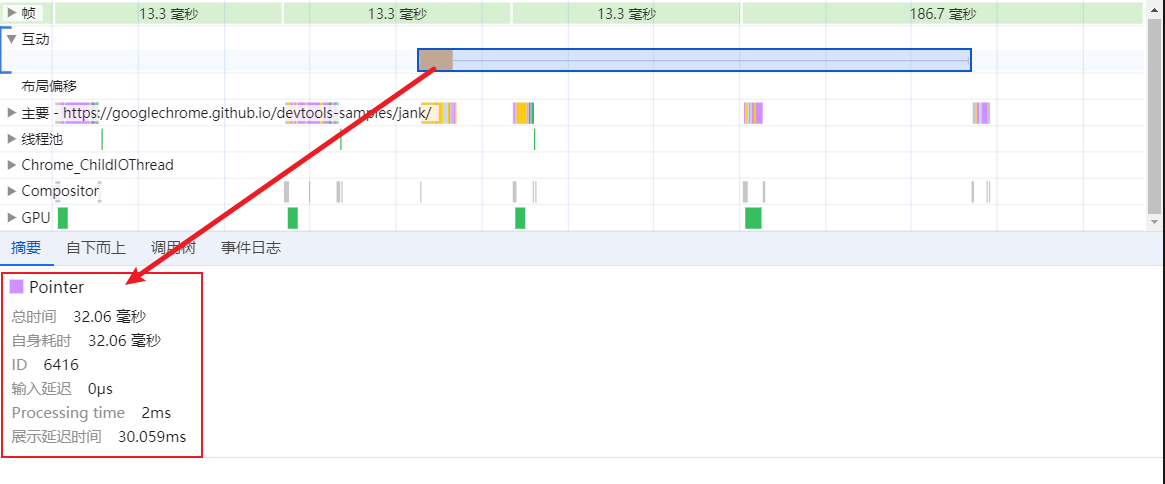 帧 13.3 毫秒 13.3 毫秒 13.3 毫秒 186.7 毫秒
互动
布局偏移
主要 - https://googlechrome.github.io/devtools-samples/jank/
线程池
Chrome_ChildIOThread
Compositor
GPU
摘要 自下而上 调用树 事件日志
Pointer
总时间 32.06 毫秒
自身耗时 32.06 毫秒
ID 6416
输入延迟 0μs
Processing time 2ms
展示延迟时间 30.059ms